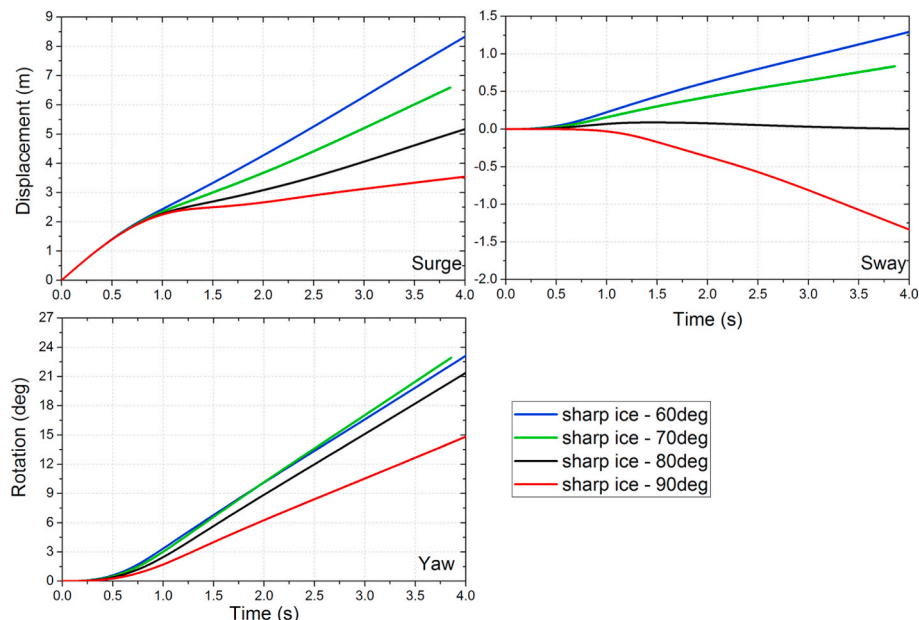 9
8
7
6
5
4
3
2
1
0
Displacement (m)
0.0 0.5 1.0 1.5 2.0 2.5 3.0 3.5 4.0
Surge
1.5
1.0
0.5
0.0
-0.5
-1.0
-1.5
-2.0
0.0 0.5 1.0 1.5 2.0 2.5 3.0 3.5 4.0
Sway
Time (s)
27
24
21
18
15
12
9
6
3
0
Rotation (deg)
0.0 0.5 1.0 1.5 2.0 2.5 3.0 3.5 4.0
Yaw
Time (s)
sharp ice - 60deg
sharp ice - 70deg
sharp ice - 80deg
sharp ice - 90deg